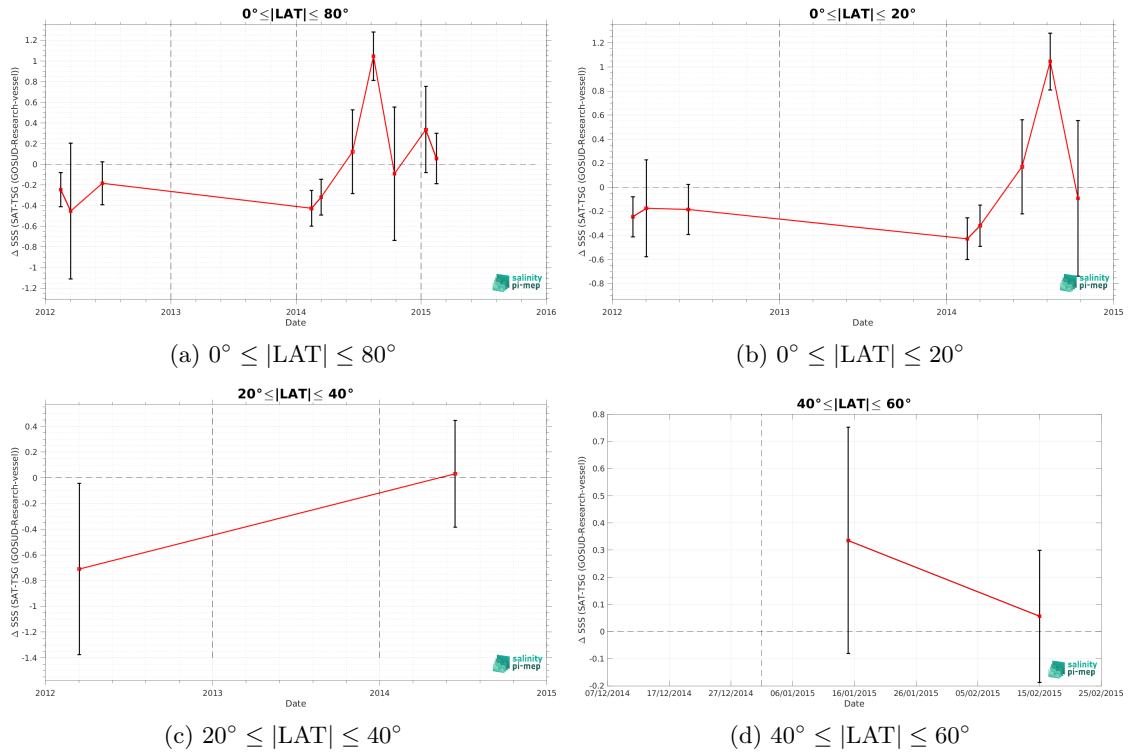 0°≤|LAT|≤ 80°
Δ SSS (SAT-TSG (GOSUD-Research-vessel))
1.2
1
0.8
0.6
0.4
0.2
0
-0.2
-0.4
-0.6
-0.8
-1
-1.2
2012 2013 2014 2015 2016
Date
salinity
pi-mep
(a) 0° ≤ |LAT| ≤ 80°
0°≤|LAT|≤ 20°
Δ SSS (SAT-TSG (GOSUD-Research-vessel))
1.2
1
0.8
0.6
0.4
0.2
0
-0.2
-0.4
-0.6
-0.8
2012 2013 2014 2015
Date
salinity
pi-mep
(b) 0° ≤ |LAT| ≤ 20°
20°≤|LAT|≤ 40°
Δ SSS (SAT-TSG (GOSUD-Research-vessel))
0.4
0.2
0
-0.2
-0.4
-0.6
-0.8
-1
-1.2
-1.4
2012 2013 2014 2015
Date
salinity
pi-mep
(c) 20° ≤ |LAT| ≤ 40°
40°≤|LAT|≤ 60°
Δ SSS (SAT-TSG (GOSUD-Research-vessel))
0.8
0.7
0.6
0.5
0.4
0.3
0.2
0.1
0
-0.1
-0.2
07/12/2014 17/12/2014 27/12/2014 06/01/2015 16/01/2015 26/01/2015 05/02/2015 15/02/2015 25/02/2015
Date
salinity
pi-mep
(d) 40° ≤ |LAT| ≤ 60°